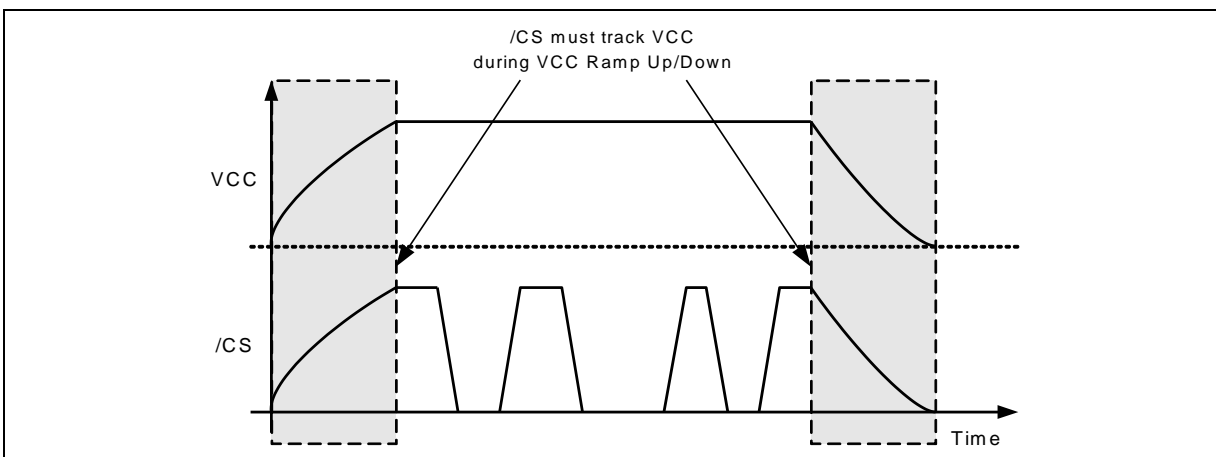 /CS must track VCC
during VCC Ramp Up/Down
VCC
/CS
Time